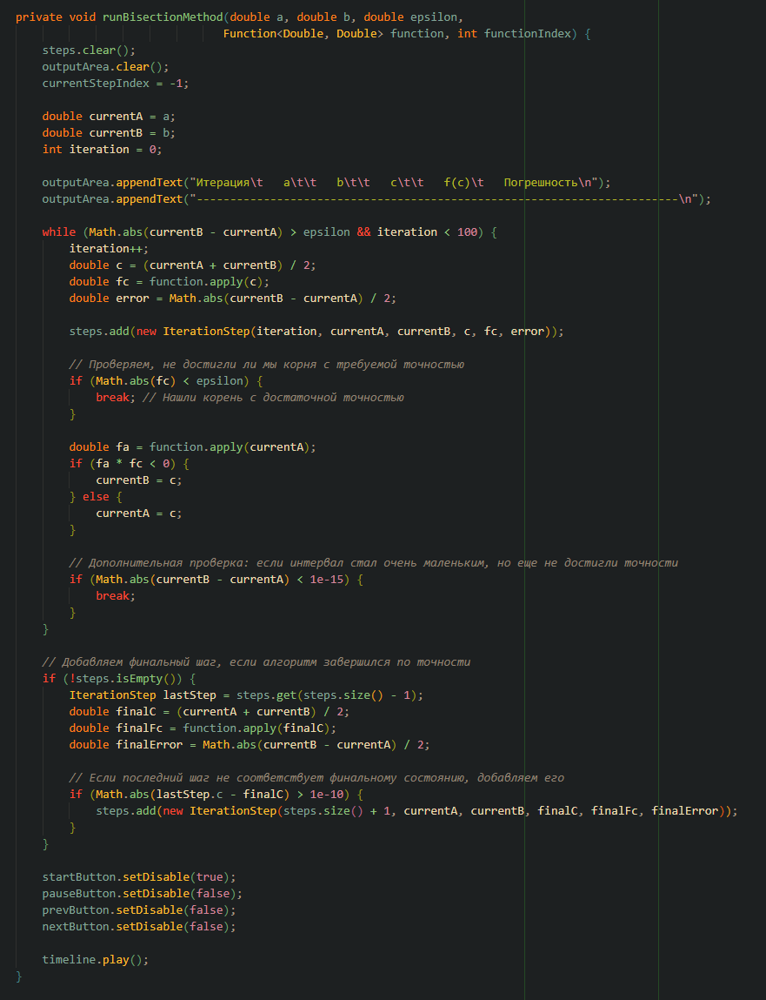 private void runBisectionMethod(double a, double b, double epsilon,
                               Function<Double, Double> function, int functionIndex) {
    steps.clear();
    outputArea.clear();
    currentStepIndex = -1;

    double currentA = a;
    double currentB = b;
    int iteration = 0;

    outputArea.appendText("Итерация\t   a\t\t   b\t\t   c\t\t   f(c)\t   Погрешность\n");
    outputArea.appendText("------------------------------------------------------------------------\n");

    while (Math.abs(currentB - currentA) > epsilon && iteration < 100) {
        iteration++;
        double c = (currentA + currentB) / 2;
        double fc = function.apply(c);
        double error = Math.abs(currentB - currentA) / 2;

        steps.add(new IterationStep(iteration, currentA, currentB, c, fc, error));

        // Проверяем, не достигли ли мы корня с требуемой точностью
        if (Math.abs(fc) < epsilon) {
            break; // Нашли корень с достаточной точностью
        }

        double fa = function.apply(currentA);
        if (fa * fc < 0) {
            currentB = c;
        } else {
            currentA = c;
        }

        // Дополнительная проверка: если интервал стал очень маленьким, но еще не достигли точности
        if (Math.abs(currentB - currentA) < 1e-15) {
            break;
        }
    }

    // Добавляем финальный шаг, если алгоритм завершился по точности
    if (!steps.isEmpty()) {
        IterationStep lastStep = steps.get(steps.size() - 1);
        double finalC = (currentA + currentB) / 2;
        double finalFc = function.apply(finalC);
        double finalError = Math.abs(currentB - currentA) / 2;

        // Если последний шаг не соответствует финальному состоянию, добавляем его
        if (Math.abs(lastStep.c - finalC) > 1e-10) {
            steps.add(new IterationStep(steps.size() + 1, currentA, currentB, finalC, finalFc, finalError));
        }
    }

    startButton.setDisable(true);
    pauseButton.setDisable(false);
    prevButton.setDisable(false);
    nextButton.setDisable(false);

    timeline.play();
}